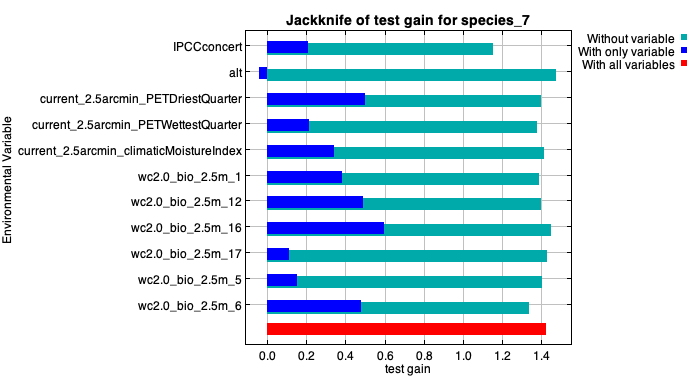 Jackknife of test gain for species_7
Without variable
With only variable
With all variables
Environmental Variable
IPCCconcert
alt
current_2.5arcmin_PETDriestQuarter
current_2.5arcmin_PETWettestQuarter
current_2.5arcmin_climaticMoistureIndex
wc2.0_bio_2.5m_1
wc2.0_bio_2.5m_12
wc2.0_bio_2.5m_16
wc2.0_bio_2.5m_17
wc2.0_bio_2.5m_5
wc2.0_bio_2.5m_6
0.0 0.2 0.4 0.6 0.8 1.0 1.2 1.4
test gain